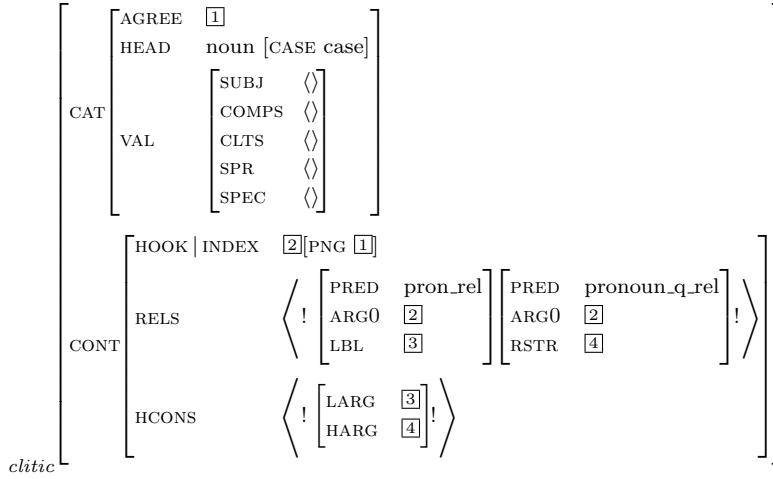 AGREE 1
HEAD noun [CASE case]
SUBJ ⟨⟩
COMPS ⟨⟩
CAT VAL CLTS ⟨⟩
SPR ⟨⟩
SPEC ⟨⟩
HOOK | INDEX 2[PNG 1]
PRED pron_rel PRED pronoun_q_rel
RELS ⟨! ARG0 2 ARG0 2 !⟩
LBL 3 RSTR 4
CONT
LARG 3
HCONS ⟨! !⟩
HARG 4
clitic